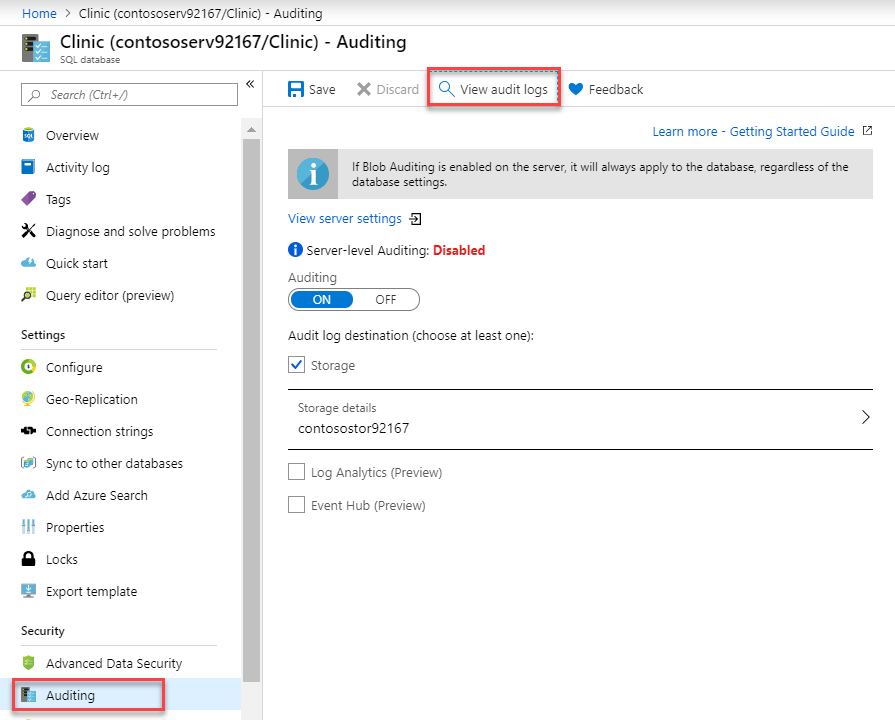 Home > Clinic (contososerv92167/Clinic) - Auditing
Clinic (contososerv92167/Clinic) - Auditing
SQL database
Search (Ctrl+/)
«
Overview
Activity log
Tags
Diagnose and solve problems
Quick start
Query editor (preview)
Settings
Configure
Geo-Replication
Connection strings
Sync to other databases
Add Azure Search
Properties
Locks
Export template
Security
Advanced Data Security
Auditing
Save Discard View audit logs Feedback
Learn more - Getting Started Guide
If Blob Auditing is enabled on the server, it will always apply to the database, regardless of the
database settings.
View server settings
Server-level Auditing: Disabled
Auditing
ON OFF
Audit log destination (choose at least one):
Storage
Storage details
contosostor92167
Log Analytics (Preview)
Event Hub (Preview)